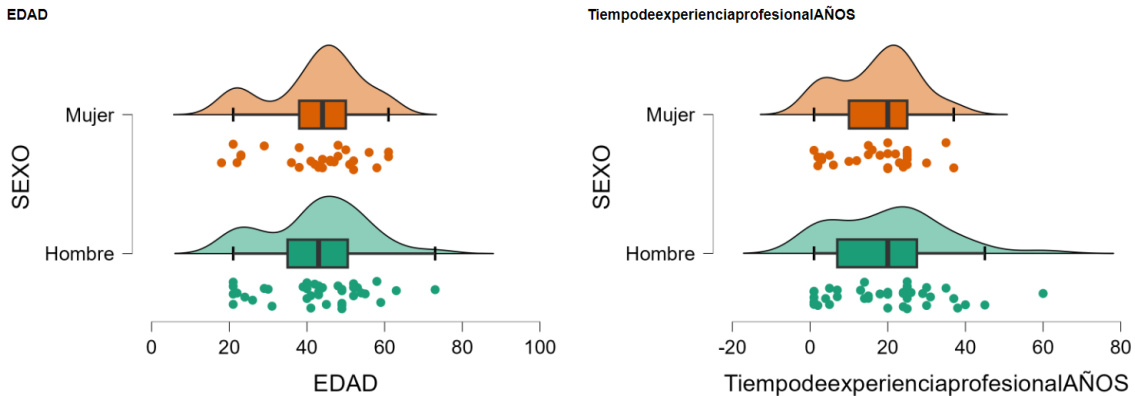 EDAD
Mujer
Hombre
SEXO
0 20 40 60 80 100
EDAD
TiempodeexperienciaprofesionalAÑOS
Mujer
Hombre
SEXO
-20 0 20 40 60 80
TiempodeexperienciaprofesionalAÑOS